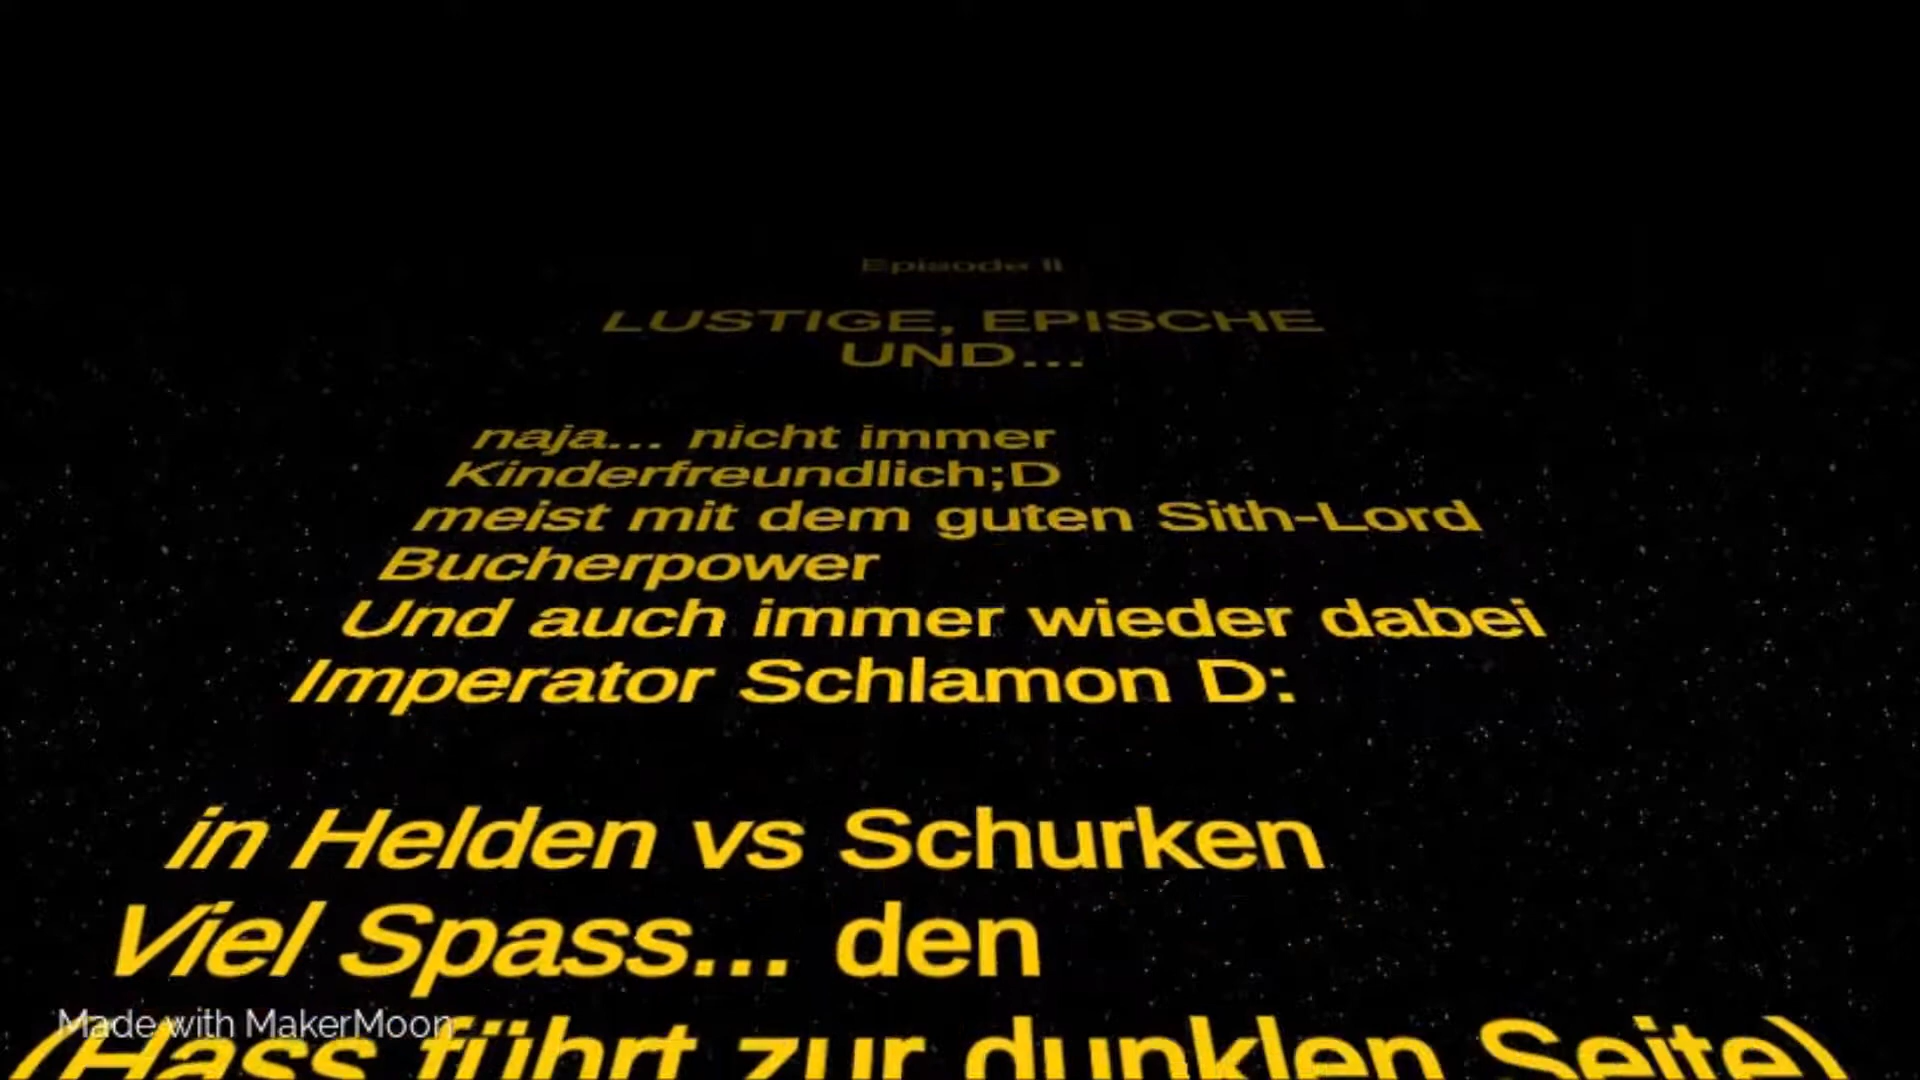 Episode II
LUSTIGE, EPISCHE
UND...
naja... nicht immer
Kinderfreundlich;D
meist mit dem guten Sith-Lord
Bucherpower
Und auch immer wieder dabei
Imperator Schlamon D:
in Helden vs Schurken
Viel Spass... den
Made with MakerMoon
(Hass führt zur dunklen Seite)